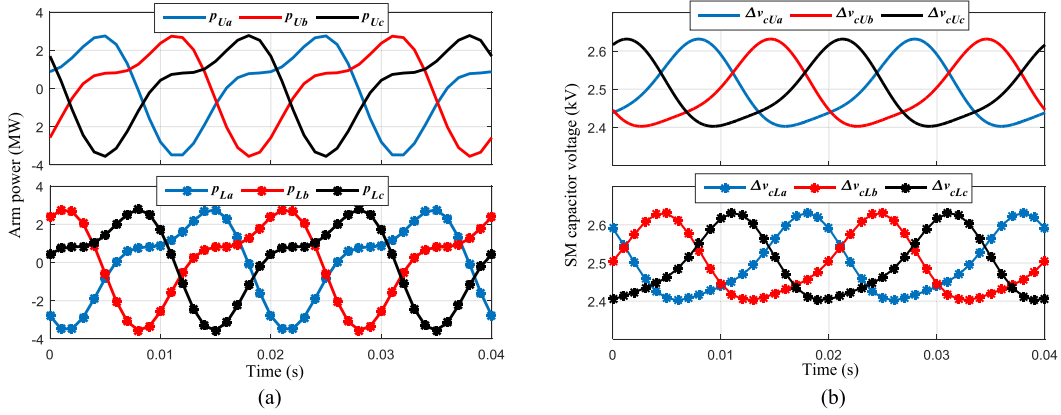 p_Ua p_Ub p_Uc
4
2
0
2
-4
p_La p_Lb p_Lc
4
2
0
-2
-4
0 0.01 0.02 0.03 0.04
Arm power (MW)
Time (s)
(a)
Δv_cUa Δv_cUb Δv_cUc
2.6
2.5
2.4
Δv_cLa Δv_cLb Δv_cLc
2.6
2.5
2.4
0 0.01 0.02 0.03 0.04
SM capacitor voltage (kV)
Time (s)
(b)